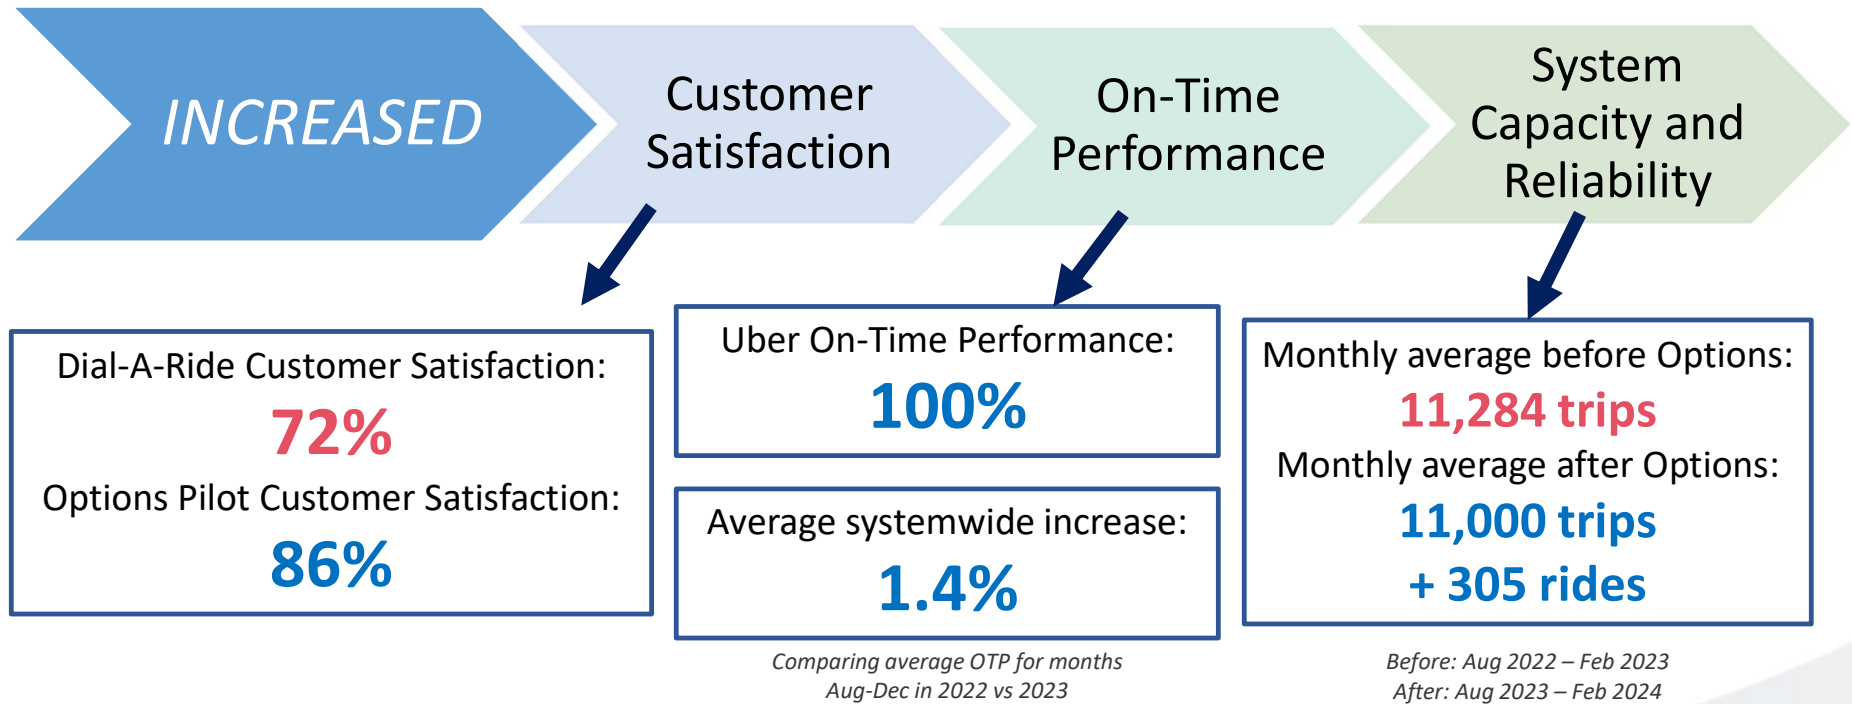 INCREASED
Customer
Satisfaction
On-Time
Performance
System
Capacity and
Reliability
Dial-A-Ride Customer Satisfaction:
72%
Options Pilot Customer Satisfaction:
86%
Uber On-Time Performance:
100%
Average systemwide increase:
1.4%
Comparing average OTP for months
Aug-Dec in 2022 vs 2023
Monthly average before Options:
11,284 trips
Monthly average after Options:
11,000 trips
+ 305 rides
Before: Aug 2022 – Feb 2023
After: Aug 2023 – Feb 2024